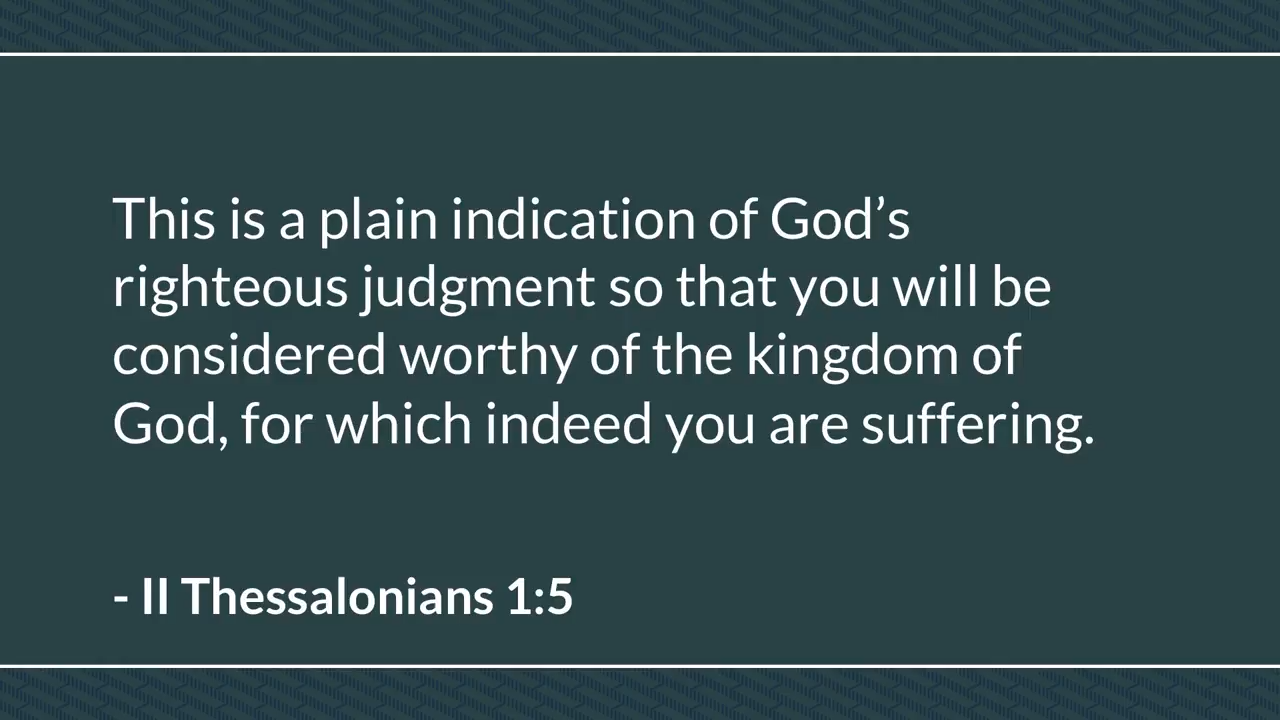 This is a plain indication of God’s
righteous judgment so that you will be
considered worthy of the kingdom of
God, for which indeed you are suffering.
- II Thessalonians 1:5